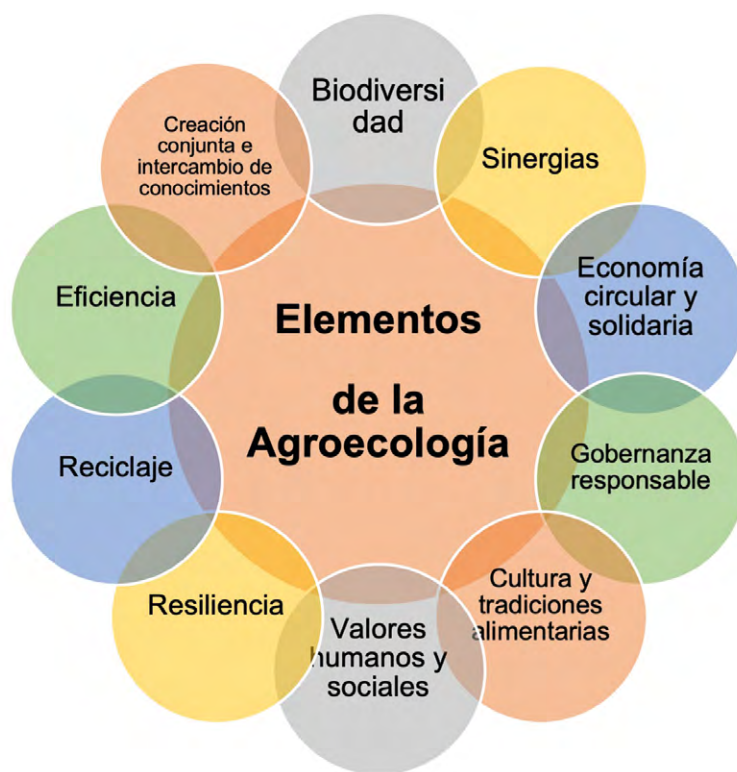 Biodiversi
dad
Sinergias
Economía
circular y
solidaria
Gobernanza
responsable
Cultura y
tradiciones
alimentarias
Valores
humanos y
sociales
Resiliencia
Reciclaje
Eficiencia
Creación
conjunta e
intercambio de
conocimientos
Elementos
de la
Agroecología